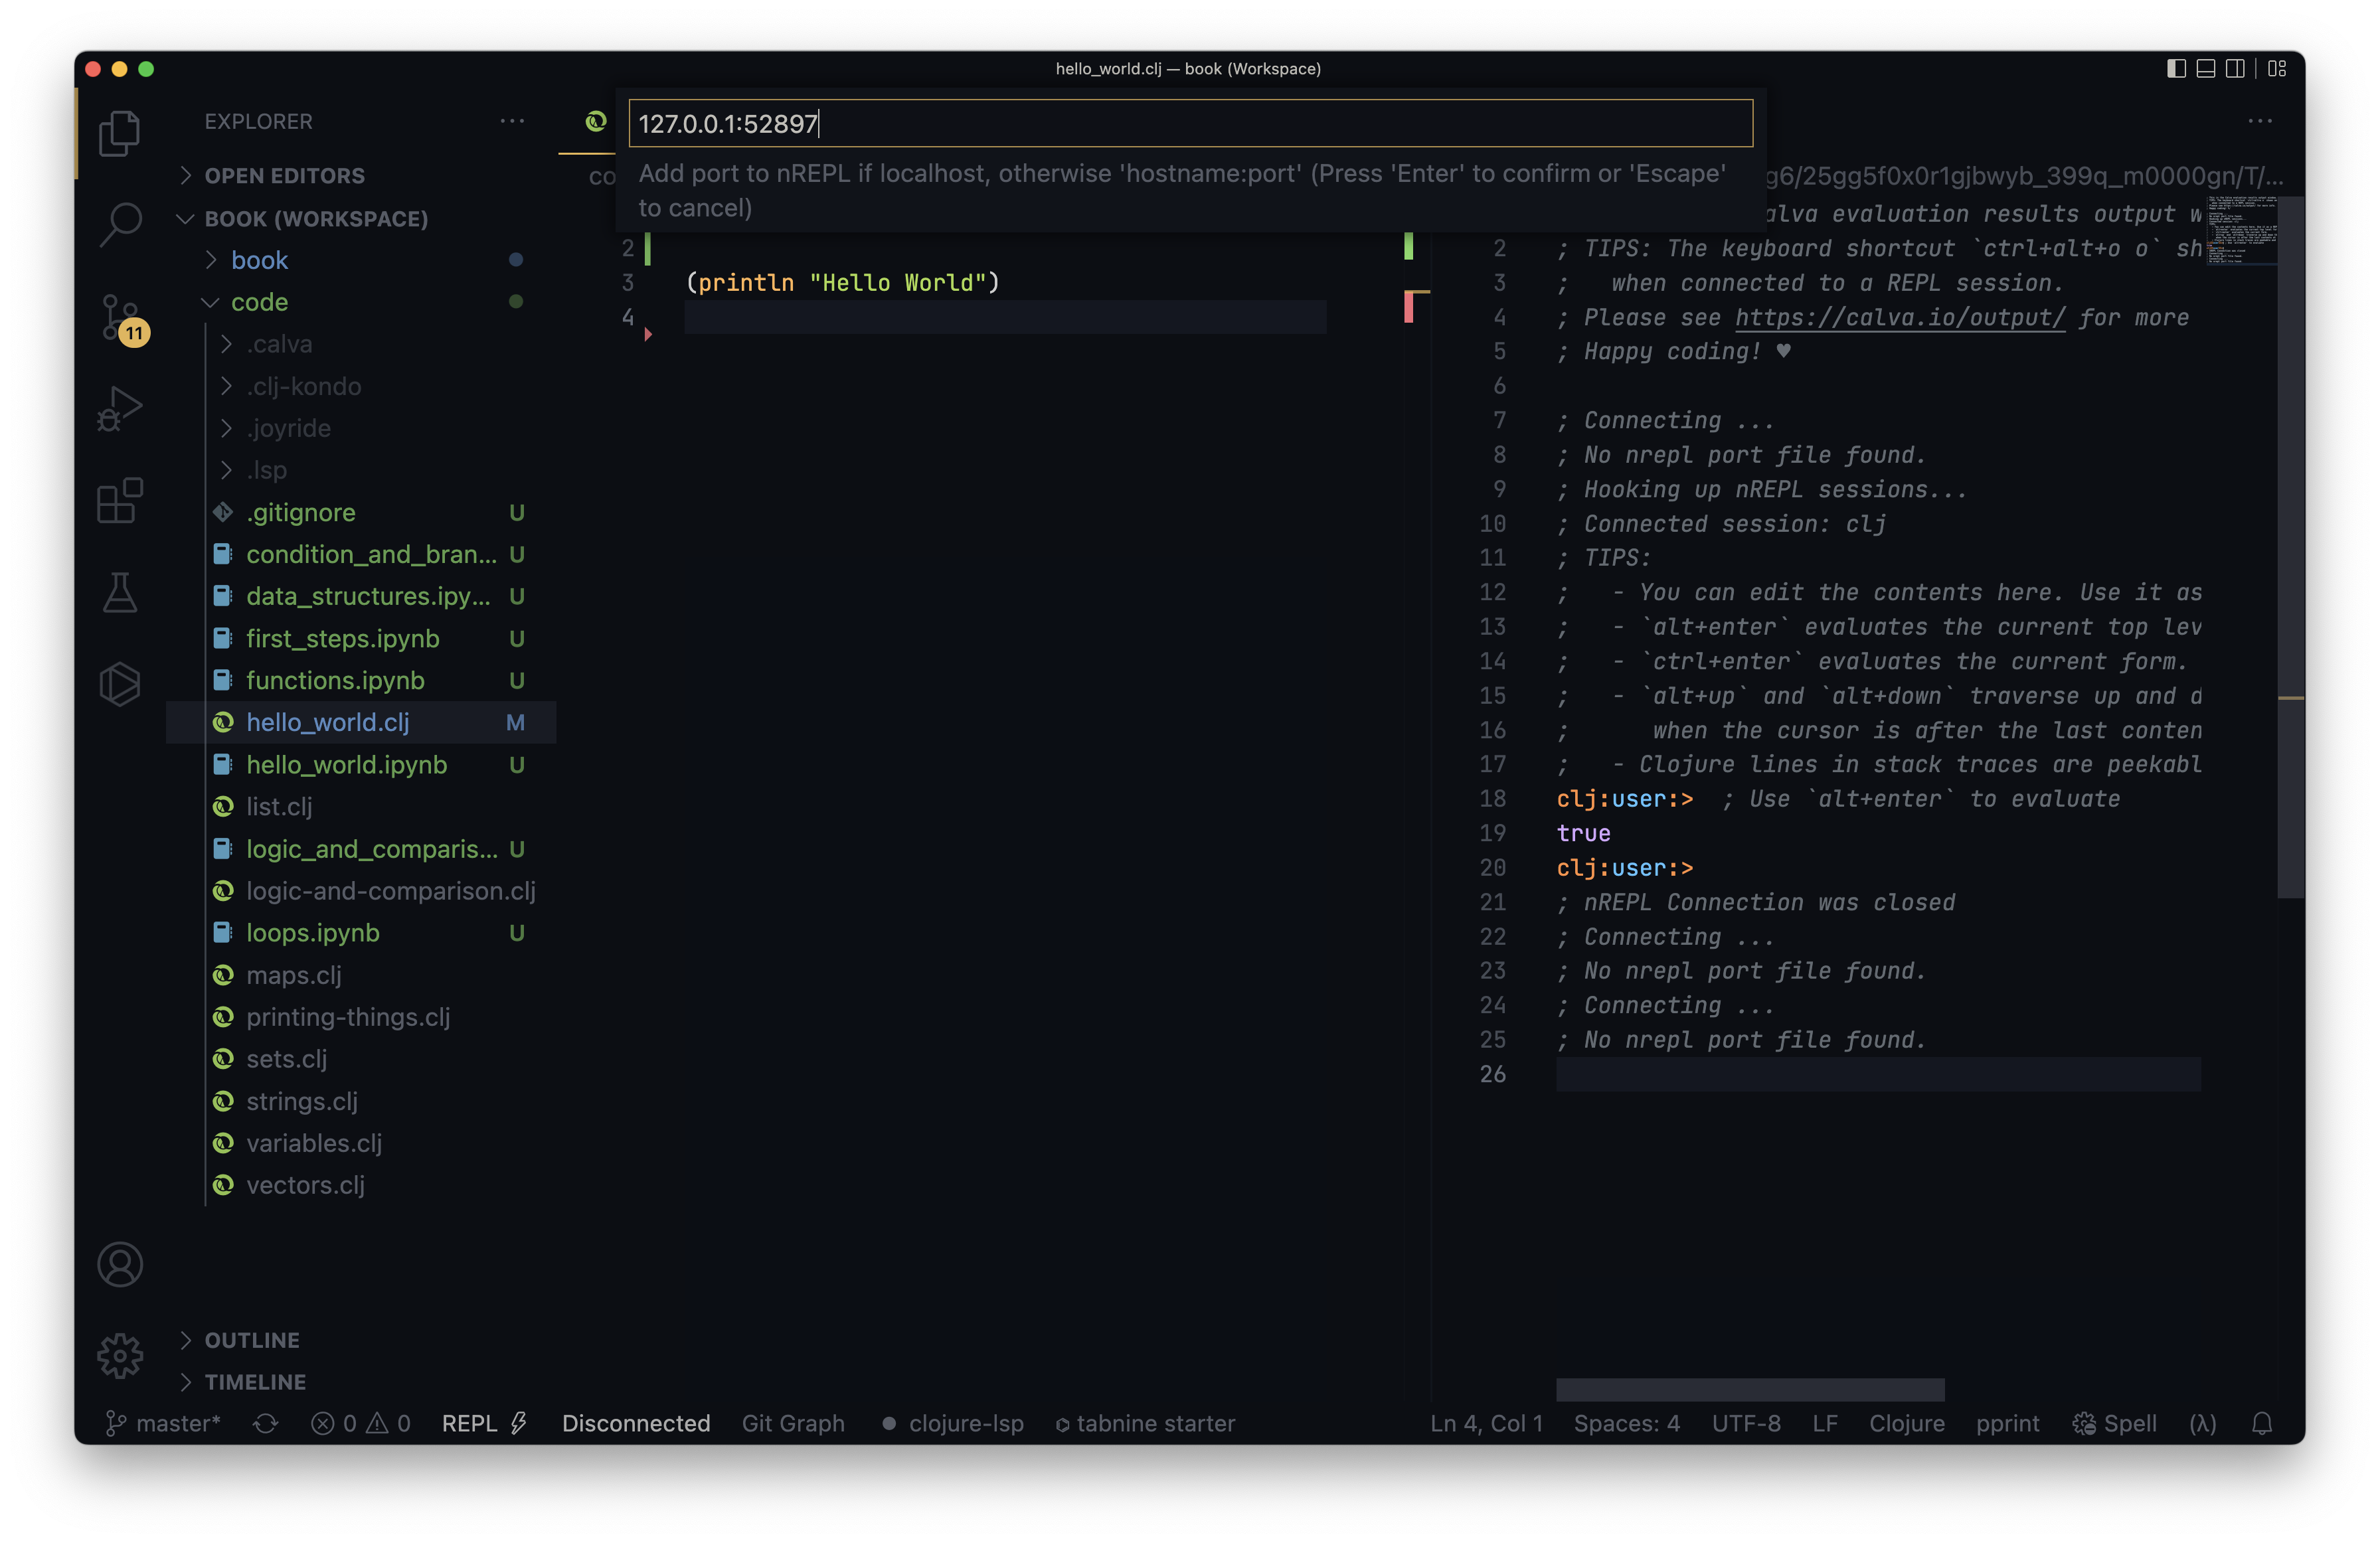 hello_world.clj — book (Workspace)
EXPLORER
OPEN EDITORS
BOOK (WORKSPACE)
book
code
.calva
.clj-kondo
.joyride
.lsp
.gitignore U
condition_and_bran... U
data_structures.ipy... U
first_steps.ipynb U
functions.ipynb U
hello_world.clj M
hello_world.ipynb U
list.clj
logic_and_comparis... U
logic-and-comparison.clj
loops.ipynb U
maps.clj
printing-things.clj
sets.clj
strings.clj
variables.clj
vectors.clj
OUTLINE
TIMELINE
11
127.0.0.1:52897
Add port to nREPL if localhost, otherwise 'hostname:port' (Press 'Enter' to confirm or 'Escape'
to cancel)
co
2
3 (println "Hello World")
4
g6/25gg5f0x0r1gjbwyb_399q_m0000gn/T/...
alva evaluation results output w
2 ; TIPS: The keyboard shortcut `ctrl+alt+o o` sh
3 ;   when connected to a REPL session.
4 ; Please see https://calva.io/output/ for more
5 ; Happy coding! ♥
6
7 ; Connecting ...
8 ; No nrepl port file found.
9 ; Hooking up nREPL sessions...
10 ; Connected session: clj
11 ; TIPS:
12 ;   - You can edit the contents here. Use it as
13 ;   - `alt+enter` evaluates the current top lev
14 ;   - `ctrl+enter` evaluates the current form.
15 ;   - `alt+up` and `alt+down` traverse up and d
16 ;      when the cursor is after the last conten
17 ;   - Clojure lines in stack traces are peekabl
18 clj:user:>  ; Use `alt+enter` to evaluate
19 true
20 clj:user:>
21 ; nREPL Connection was closed
22 ; Connecting ...
23 ; No nrepl port file found.
24 ; Connecting ...
25 ; No nrepl port file found.
26
master* 0 0 REPL Disconnected Git Graph clojure-lsp tabnine starter Ln 4, Col 1 Spaces: 4 UTF-8 LF Clojure pprint Spell (λ)